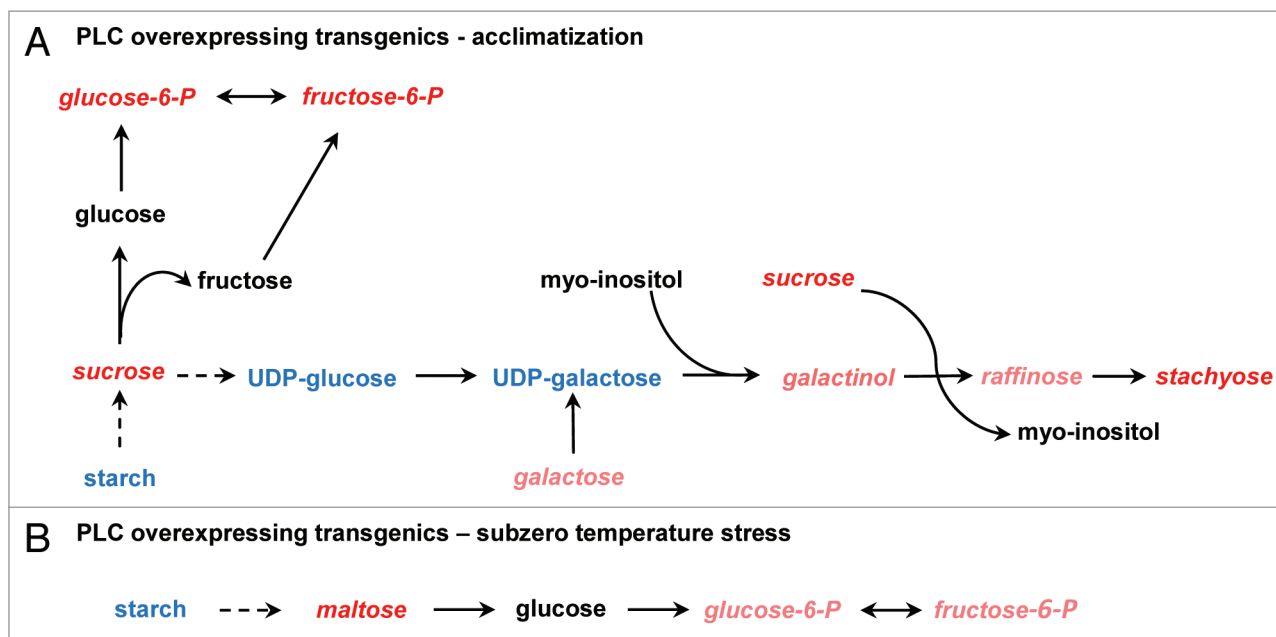 A PLC overexpressing transgenics - acclimatization
glucose-6-P fructose-6-P
glucose
fructose myo-inositol sucrose
sucrose UDP-glucose UDP-galactose galactinol raffinose stachyose
myo-inositol
starch galactose
B PLC overexpressing transgenics – subzero temperature stress
starch maltose glucose glucose-6-P fructose-6-P